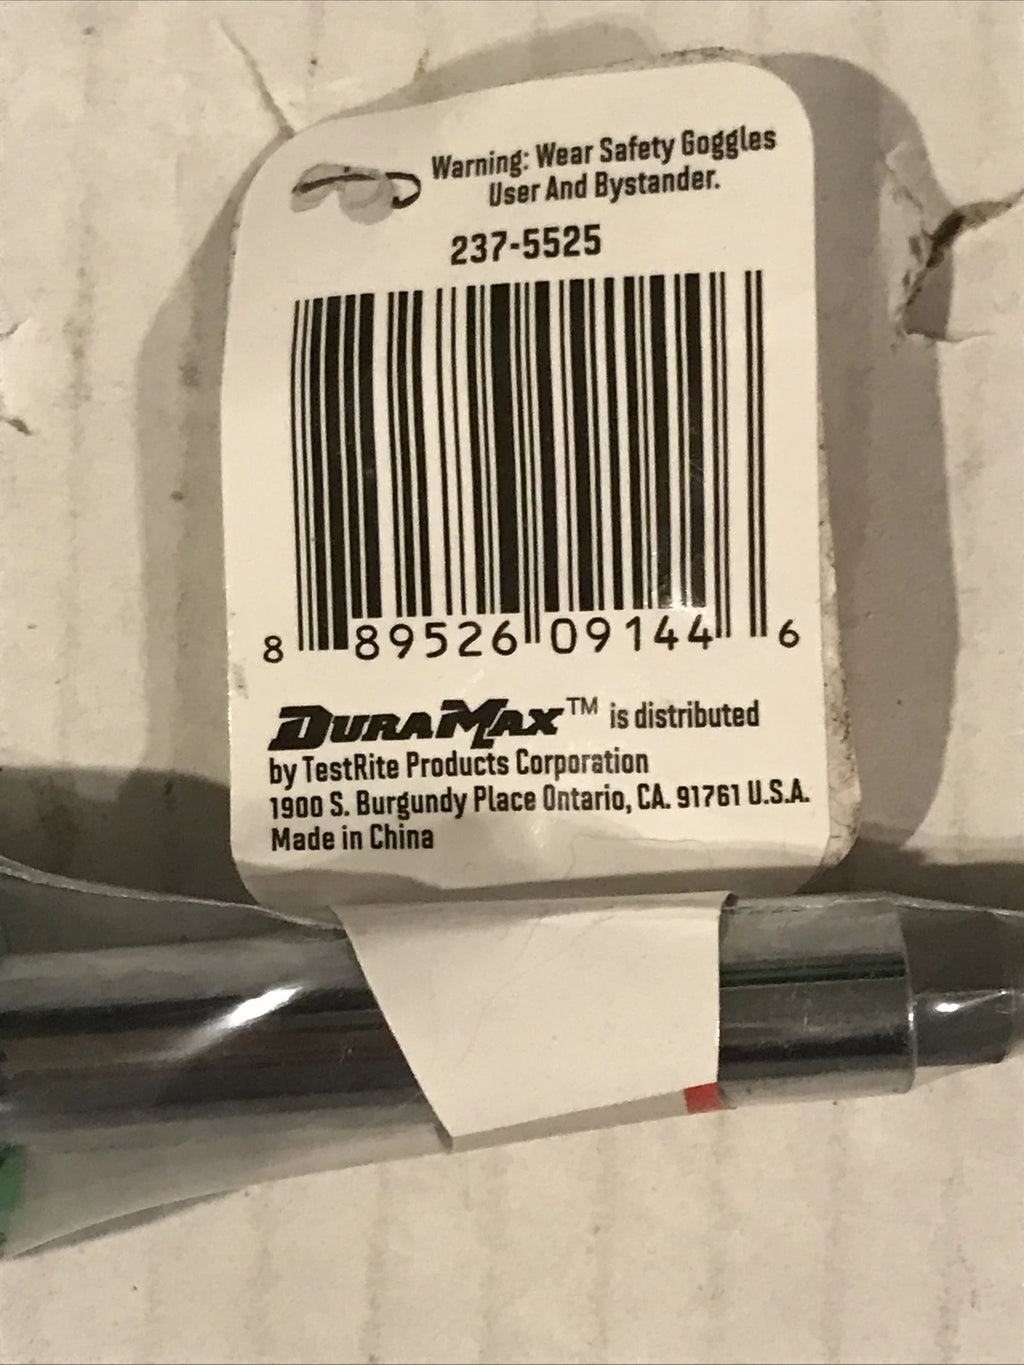 Warning: Wear Safety Goggles
User And Bystander.
237-5525
8 89526 09144 6
DURAMAX™ is distributed
by TestRite Products Corporation
1900 S. Burgundy Place Ontario, CA. 91761 U.S.A.
Made in China